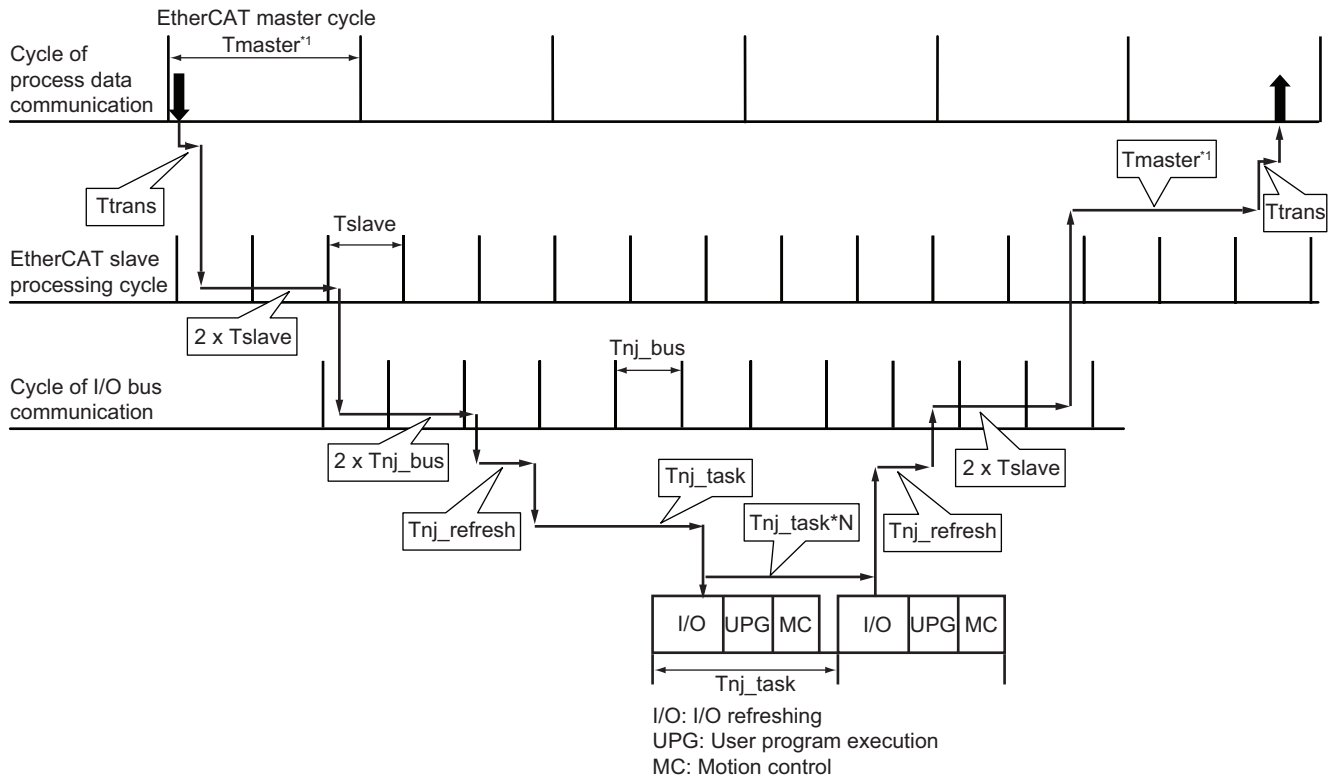 EtherCAT master cycle
Tmaster*1
Cycle of
process data
communication
Ttrans
Tmaster*1
Ttrans
Tslave
EtherCAT slave
processing cycle
2 x Tslave
Tnj_bus
Cycle of I/O bus
communication
2 x Tnj_bus
2 x Tslave
Tnj_refresh
Tnj_task
Tnj_task*N
Tnj_refresh
I/O UPG MC I/O UPG MC
Tnj_task
I/O: I/O refreshing
UPG: User program execution
MC: Motion control